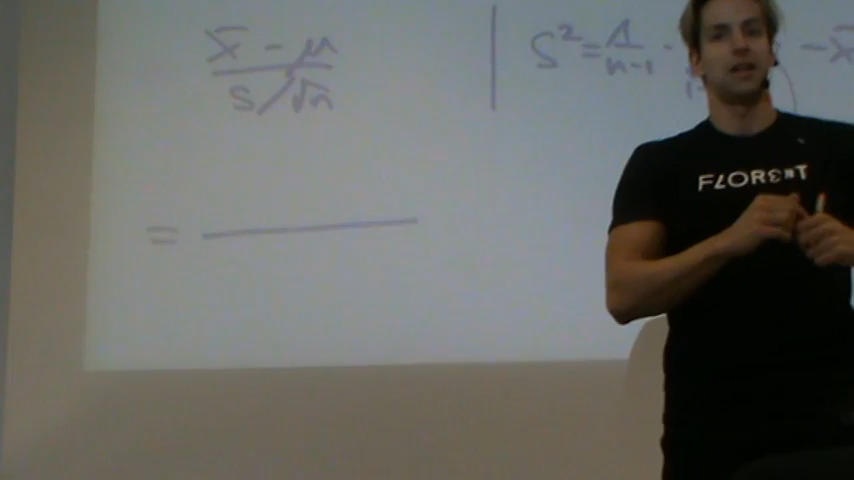 x̄ - μ
s/√n
s² = 1/n-1 · - x̄
=
FLORENT